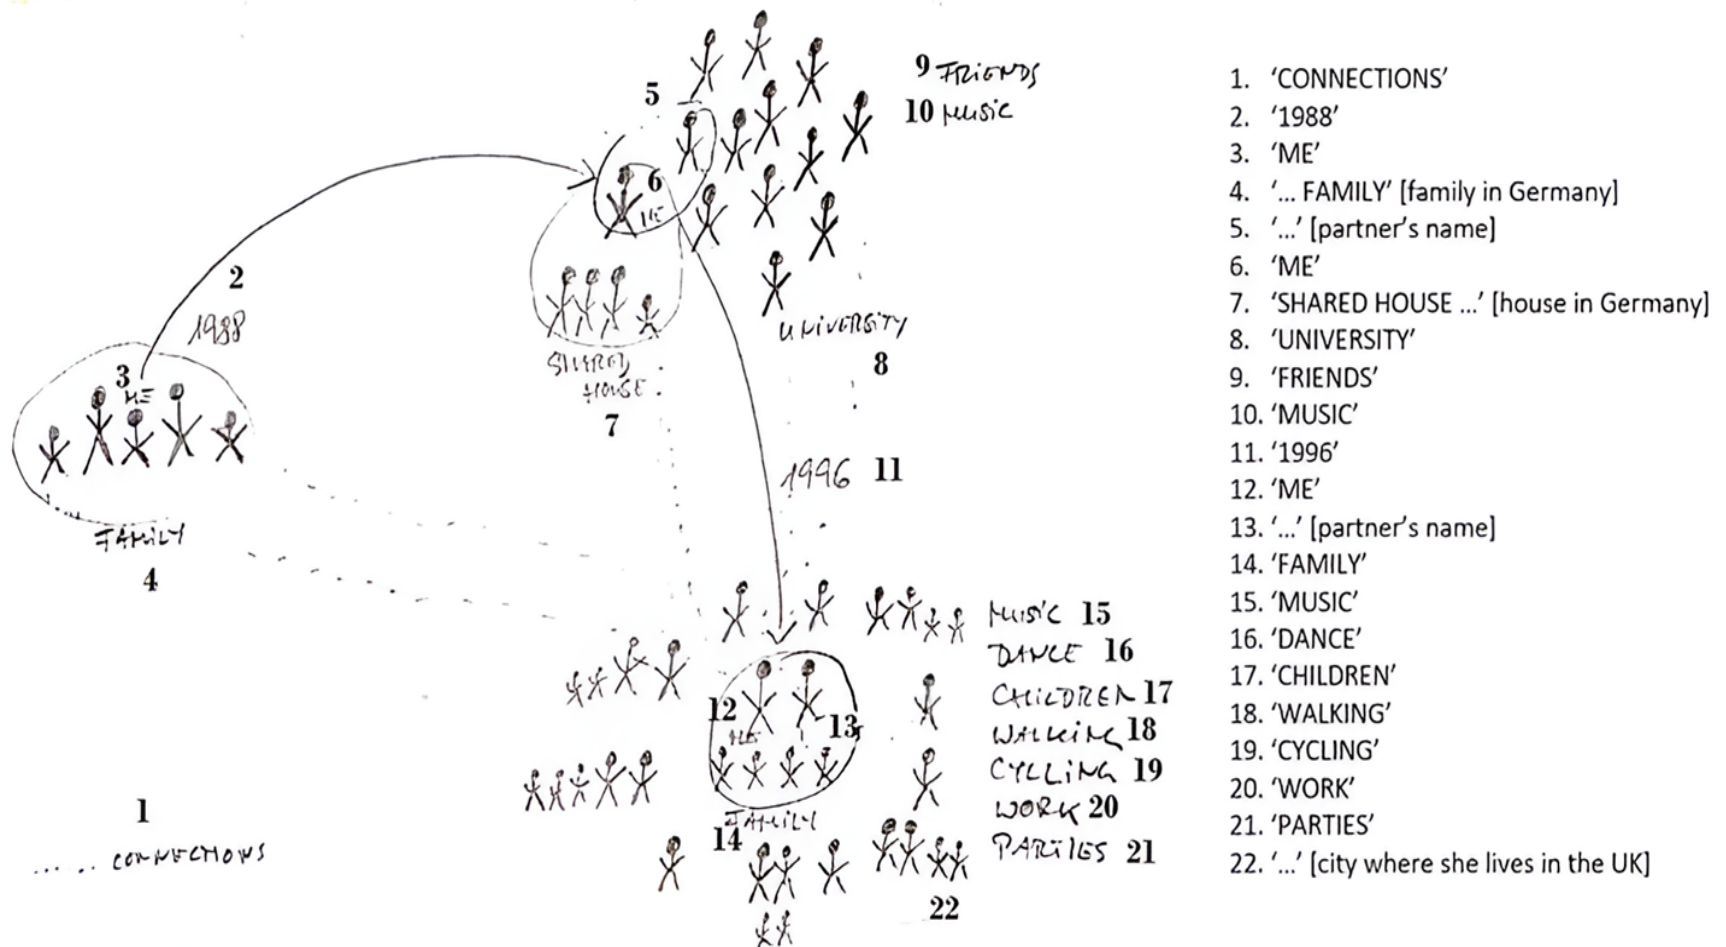 5
9 FRIENDS
10 MUSIC
6
ME
2
1988
UNIVERSITY
8
3
ME
SHARED
HOUSE
7
1996 11
FAMILY
4
MUSIC 15
DANCE 16
CHILDREN 17
12
ME
13
WALKING 18
CYCLING 19
WORK 20
FAMILY
14
PARTIES 21
22
1
CONNECTIONS
1. ‘CONNECTIONS’
2. ‘1988’
3. ‘ME’
4. ‘... FAMILY’ [family in Germany]
5. ‘...’ [partner’s name]
6. ‘ME’
7. ‘SHARED HOUSE ...’ [house in Germany]
8. ‘UNIVERSITY’
9. ‘FRIENDS’
10. ‘MUSIC’
11. ‘1996’
12. ‘ME’
13. ‘...’ [partner’s name]
14. ‘FAMILY’
15. ‘MUSIC’
16. ‘DANCE’
17. ‘CHILDREN’
18. ‘WALKING’
19. ‘CYCLING’
20. ‘WORK’
21. ‘PARTIES’
22. ‘...’ [city where she lives in the UK]